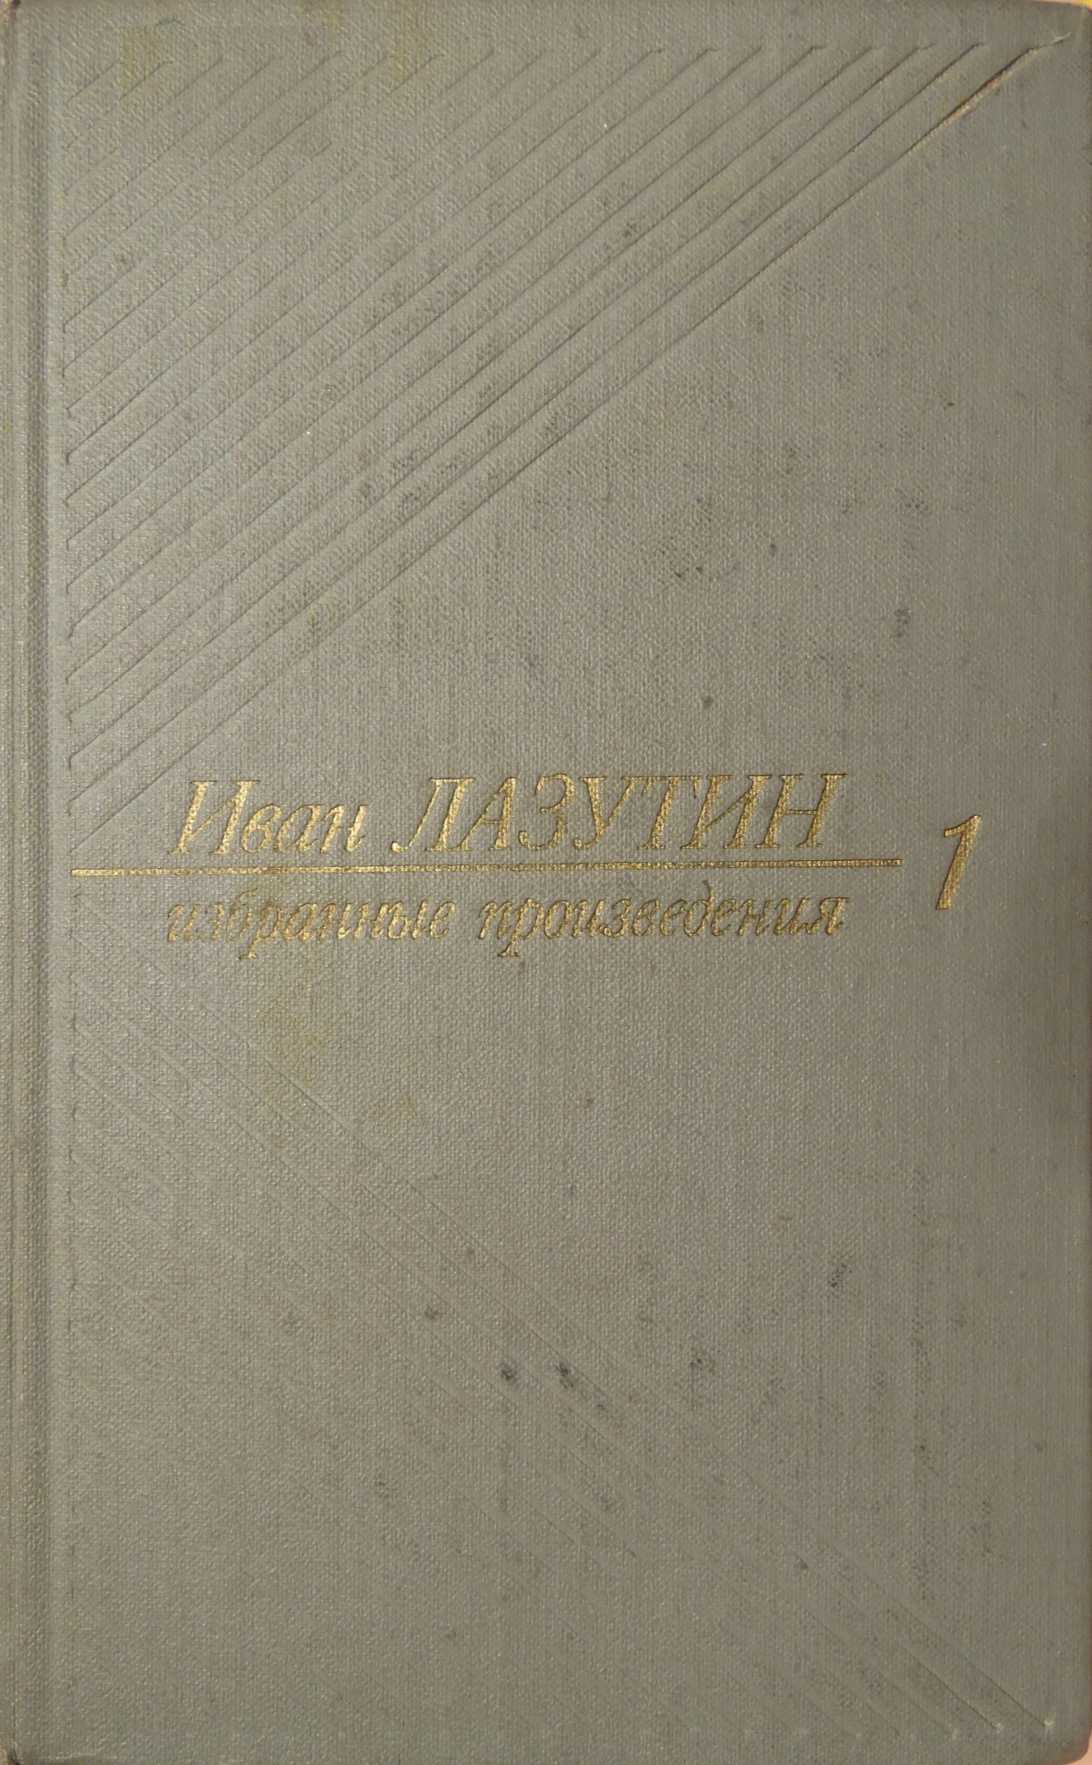 Иван ЛАЗУТИН
избранные произведения
1